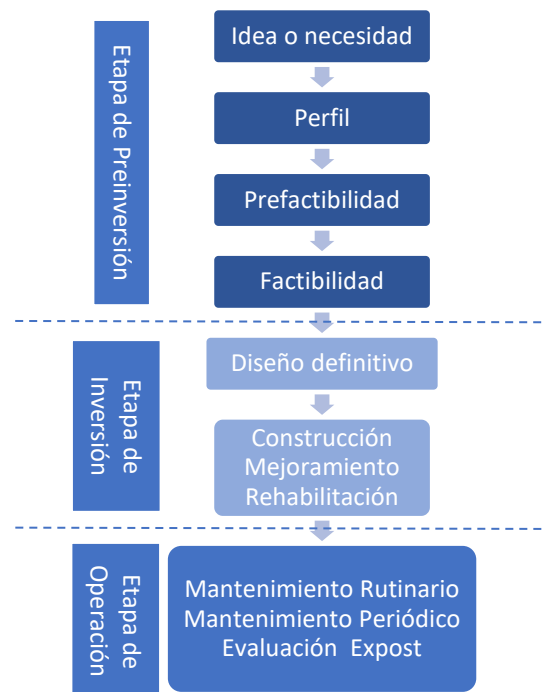 Etapa de Preinversión
Idea o necesidad
Perfil
Prefactibilidad
Factibilidad
Etapa de
Inversión
Diseño definitivo
Construcción
Mejoramiento
Rehabilitación
Etapa de
Operación
Mantenimiento Rutinario
Mantenimiento Periódico
Evaluación Expost